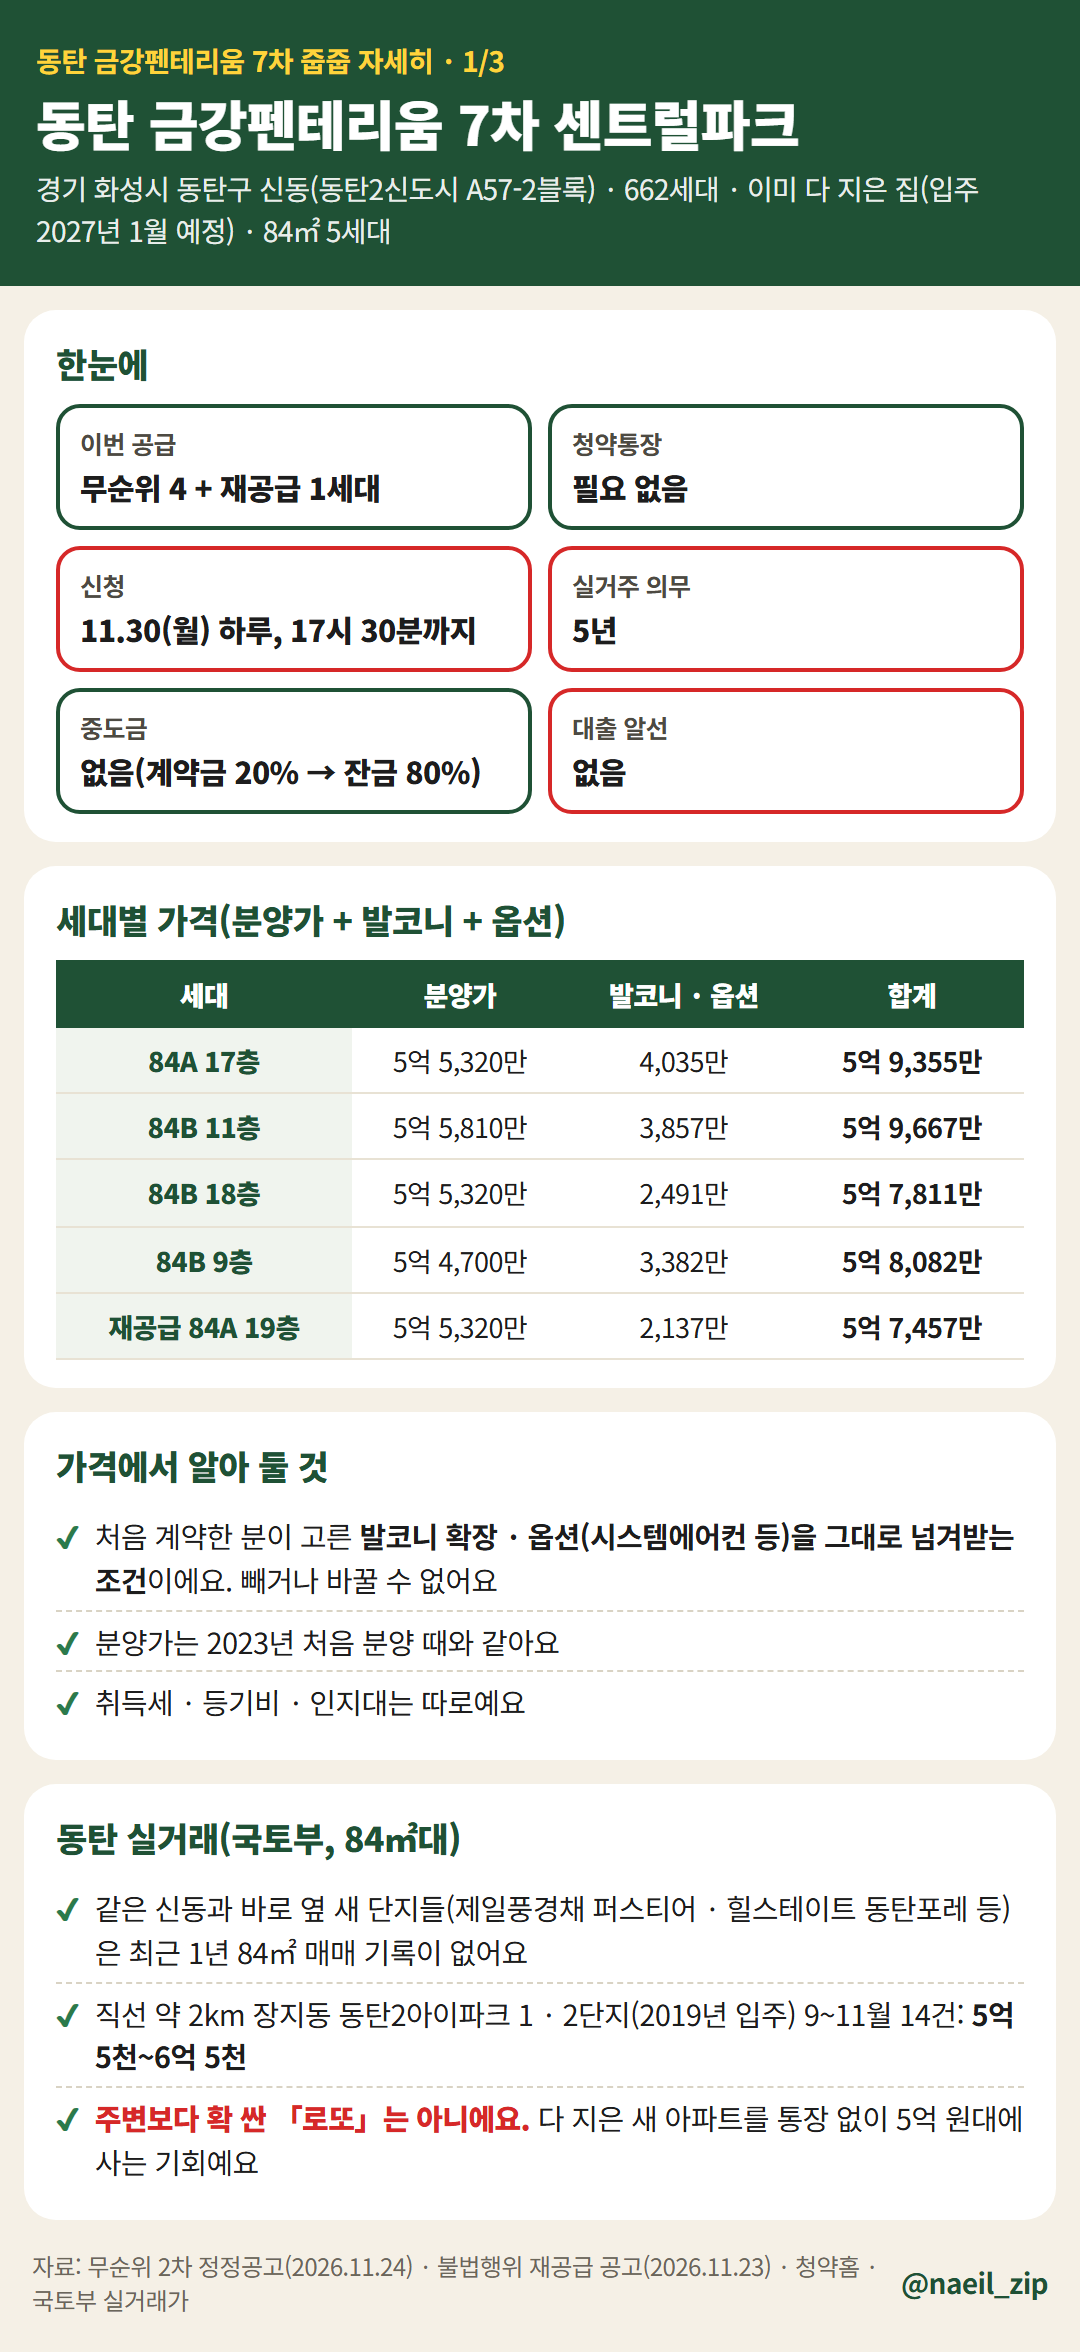 동탄 금강펜테리움 7차 줍줍 자세히 · 1/3
동탄 금강펜테리움 7차 센트럴파크
경기 화성시 동탄구 신동(동탄2신도시 A57-2블록) · 662세대 · 이미 다 지은 집(입주
2027년 1월 예정) · 84㎡ 5세대
한눈에
이번 공급
무순위 4 + 재공급 1세대
청약통장
필요 없음
신청
11.30(월) 하루, 17시 30분까지
실거주 의무
5년
중도금
없음(계약금 20% → 잔금 80%)
대출 알선
없음
세대별 가격(분양가 + 발코니 + 옵션)
세대 분양가 발코니 · 옵션 합계
84A 17층 5억 5,320만 4,035만 5억 9,355만
84B 11층 5억 5,810만 3,857만 5억 9,667만
84B 18층 5억 5,320만 2,491만 5억 7,811만
84B 9층 5억 4,700만 3,382만 5억 8,082만
재공급 84A 19층 5억 5,320만 2,137만 5억 7,457만
가격에서 알아 둘 것
✔ 처음 계약한 분이 고른 발코니 확장 · 옵션(시스템에어컨 등)을 그대로 넘겨받는
조건이에요. 빼거나 바꿀 수 없어요
✔ 분양가는 2023년 처음 분양 때와 같아요
✔ 취득세 · 등기비 · 인지대는 따로예요
동탄 실거래(국토부, 84㎡대)
✔ 같은 신동과 바로 옆 새 단지들(제일풍경채 퍼스티어 · 힐스테이트 동탄포레 등)
은 최근 1년 84㎡ 매매 기록이 없어요
✔ 직선 약 2km 장지동 동탄2아이파크 1 · 2단지(2019년 입주) 9~11월 14건: 5억
5천~6억 5천
✔ 주변보다 확 싼 「로또」는 아니에요. 다 지은 새 아파트를 통장 없이 5억 원대에
사는 기회예요
자료: 무순위 2차 정정공고(2026.11.24) · 불법행위 재공급 공고(2026.11.23) · 청약홈 ·
국토부 실거래가
@naeil_zip